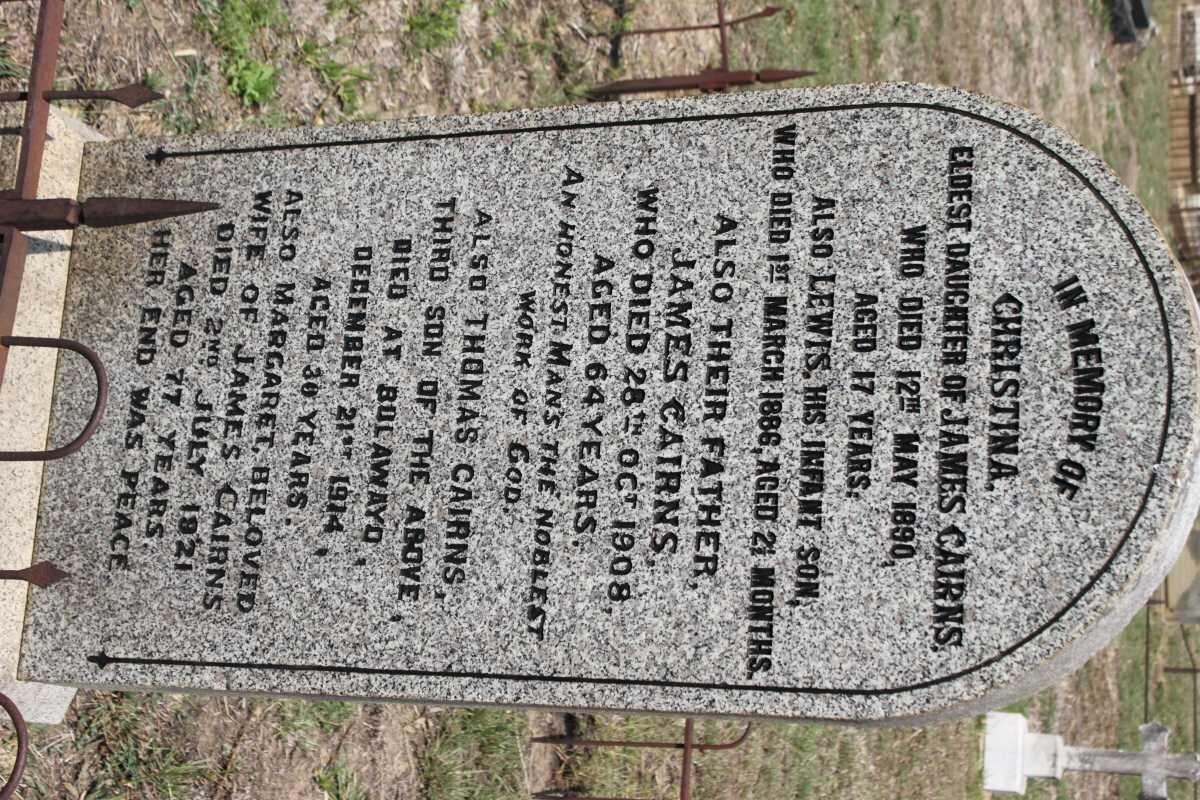 IN MEMORY OF
CHRISTINA.
ELDEST DAUGHTER OF JAMES CAIRNS,
WHO DIED 12TH MAY 1890,
AGED 17 YEARS,
ALSO LEWIS, HIS INFANT SON,
WHO DIED 1ST MARCH 1886, AGED 2½ MONTHS.
ALSO THEIR FATHER,
JAMES CAIRNS,
WHO DIED 28TH OCT 1908,
AGED 64 YEARS.
AN HONEST MANS THE NOBLEST
WORK OF GOD.
ALSO THOMAS CAIRNS,
THIRD SON OF THE ABOVE,
DIED AT BULAWAYO,
DECEMBER 21ST 1914,
AGED 30 YEARS.
ALSO MARGARET, BELOVED
WIFE OF JAMES CAIRNS
DIED 2ND JULY 1921
AGED 77 YEARS.
HER END WAS PEACE